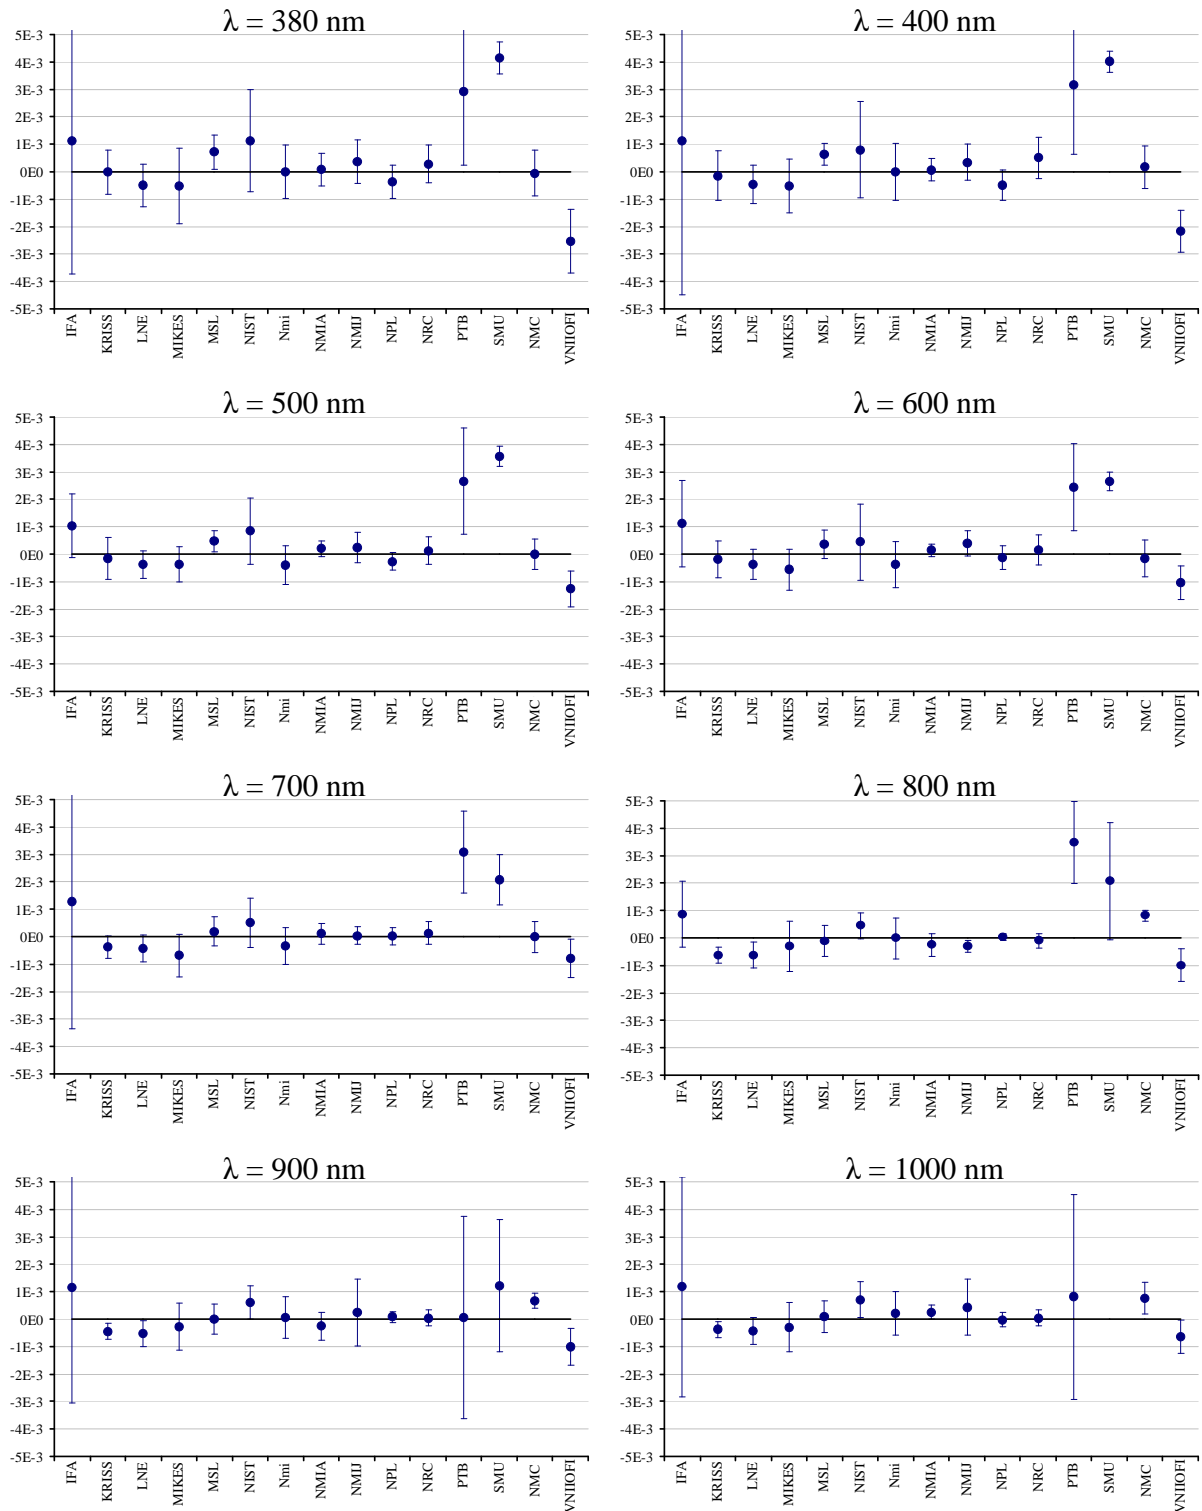 λ = 380 nm
5E-3
4E-3
3E-3
2E-3
1E-3
0E0
-1E-3
-2E-3
-3E-3
-4E-3
-5E-3
IFA
KRISS
LNE
MIKES
MSL
NIST
Nmi
NMIA
NMIJ
NPL
NRC
PTB
SMU
NMC
VNIIOFI
λ = 400 nm
5E-3
4E-3
3E-3
2E-3
1E-3
0E0
-1E-3
-2E-3
-3E-3
-4E-3
-5E-3
IFA
KRISS
LNE
MIKES
MSL
NIST
Nmi
NMIA
NMIJ
NPL
NRC
PTB
SMU
NMC
VNIIOFI
λ = 500 nm
5E-3
4E-3
3E-3
2E-3
1E-3
0E0
-1E-3
-2E-3
-3E-3
-4E-3
-5E-3
IFA
KRISS
LNE
MIKES
MSL
NIST
Nmi
NMIA
NMIJ
NPL
NRC
PTB
SMU
NMC
VNIIOFI
λ = 600 nm
5E-3
4E-3
3E-3
2E-3
1E-3
0E0
-1E-3
-2E-3
-3E-3
-4E-3
-5E-3
IFA
KRISS
LNE
MIKES
MSL
NIST
Nmi
NMIA
NMIJ
NPL
NRC
PTB
SMU
NMC
VNIIOFI
λ = 700 nm
5E-3
4E-3
3E-3
2E-3
1E-3
0E0
-1E-3
-2E-3
-3E-3
-4E-3
-5E-3
IFA
KRISS
LNE
MIKES
MSL
NIST
Nmi
NMIA
NMIJ
NPL
NRC
PTB
SMU
NMC
VNIIOFI
λ = 800 nm
5E-3
4E-3
3E-3
2E-3
1E-3
0E0
-1E-3
-2E-3
-3E-3
-4E-3
-5E-3
IFA
KRISS
LNE
MIKES
MSL
NIST
Nmi
NMIA
NMIJ
NPL
NRC
PTB
SMU
NMC
VNIIOFI
λ = 900 nm
5E-3
4E-3
3E-3
2E-3
1E-3
0E0
-1E-3
-2E-3
-3E-3
-4E-3
-5E-3
IFA
KRISS
LNE
MIKES
MSL
NIST
Nmi
NMIA
NMIJ
NPL
NRC
PTB
SMU
NMC
VNIIOFI
λ = 1000 nm
5E-3
4E-3
3E-3
2E-3
1E-3
0E0
-1E-3
-2E-3
-3E-3
-4E-3
-5E-3
IFA
KRISS
LNE
MIKES
MSL
NIST
Nmi
NMIA
NMIJ
NPL
NRC
PTB
SMU
NMC
VNIIOFI